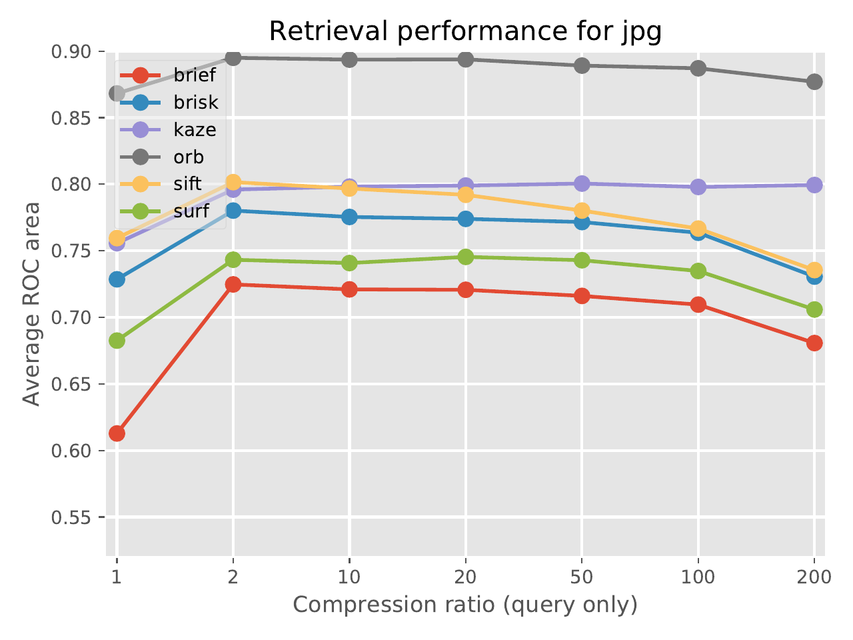 Retrieval performance for jpg
0.90
0.85
0.80
0.75
0.70
0.65
0.60
0.55
Average ROC area
brief
brisk
kaze
orb
sift
surf
1 2 10 20 50 100 200
Compression ratio (query only)